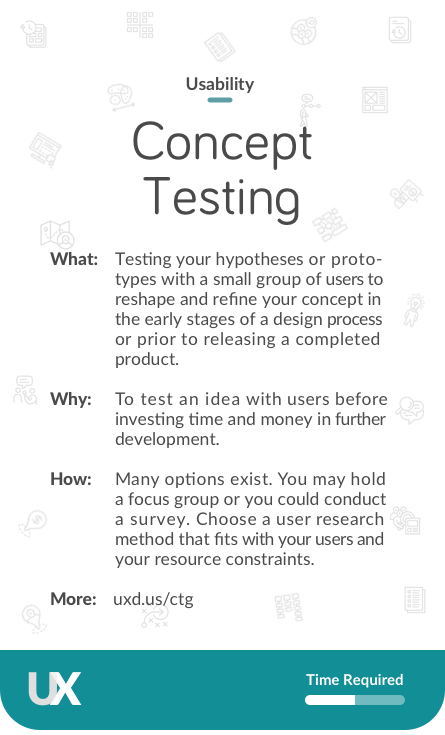 Usability
Concept
Testing
What: Testing your hypotheses or proto-
types with a small group of users to
reshape and refine your concept in
the early stages of a design process
or prior to releasing a completed
product.
Why: To test an idea with users before
investing time and money in further
development.
How: Many options exist. You may hold
a focus group or you could conduct
a survey. Choose a user research
method that fits with your users and
your resource constraints.
More: uxd.us/ctg
UX
Time Required